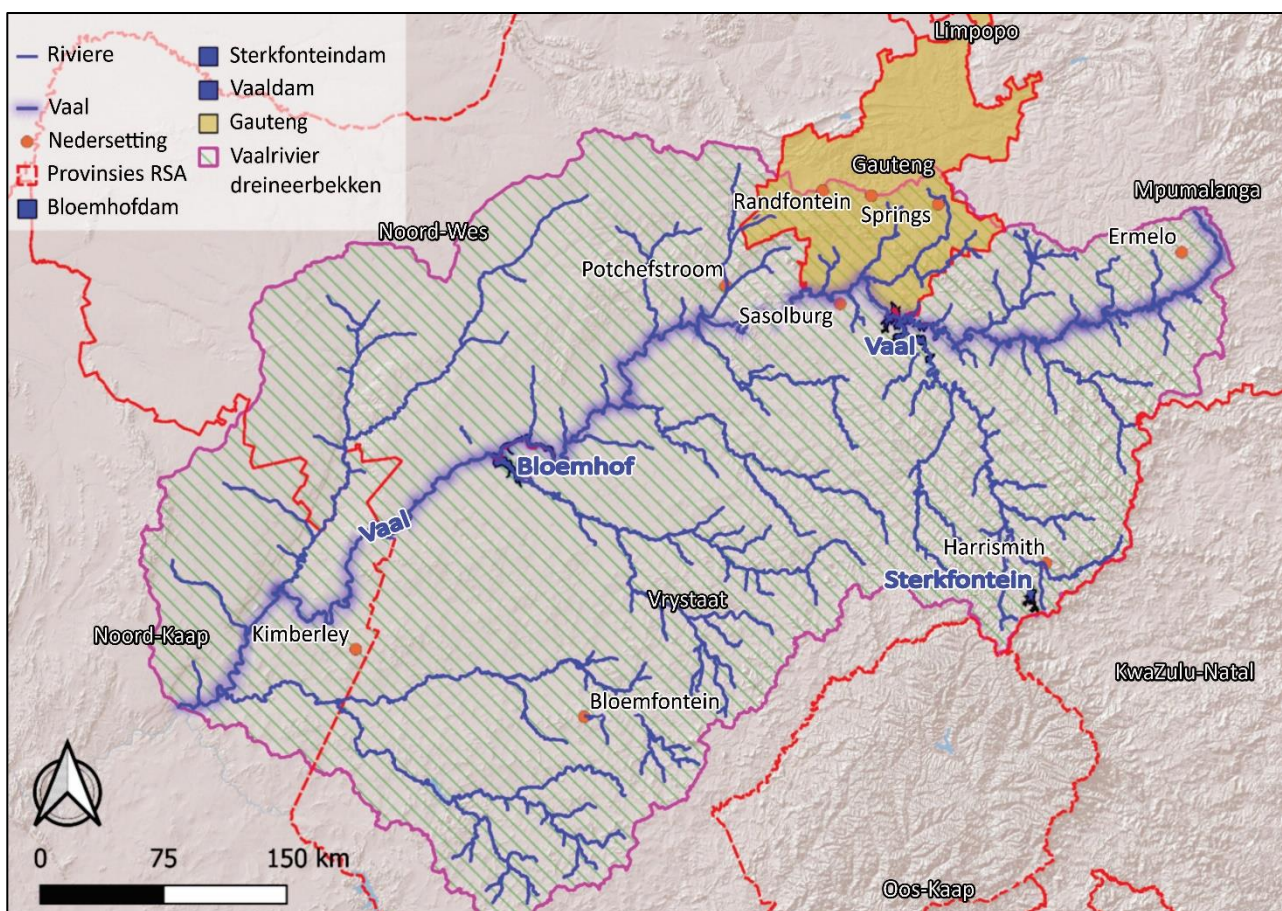 Riviere
Vaal
Nedersetting
Provinsies RSA
Bloemhofdam
Sterkfonteindam
Vaaldam
Gauteng
Vaalrivier
dreineerbekken
Limpopo
Gauteng
Mpumalanga
Randfontein
Springs
Ermelo
Noord-Wes
Potchefstroom
Sasolburg
Vaal
Bloemhof
Vaal
Harrismith
Sterkfontein
Vrystaat
Noord-Kaap
Kimberley
KwaZulu-Natal
Bloemfontein
0 75 150 km
Oos-Kaap